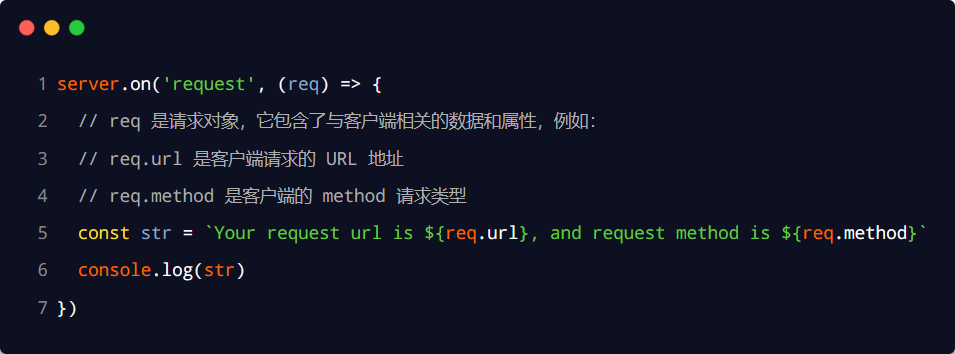 1 server.on('request', (req) => {
2 // req 是请求对象，它包含了与客户端相关的数据和属性，例如：
3 // req.url 是客户端请求的 URL 地址
4 // req.method 是客户端的 method 请求类型
5 const str = `Your request url is ${req.url}, and request method is ${req.method}`
6 console.log(str)
7 })